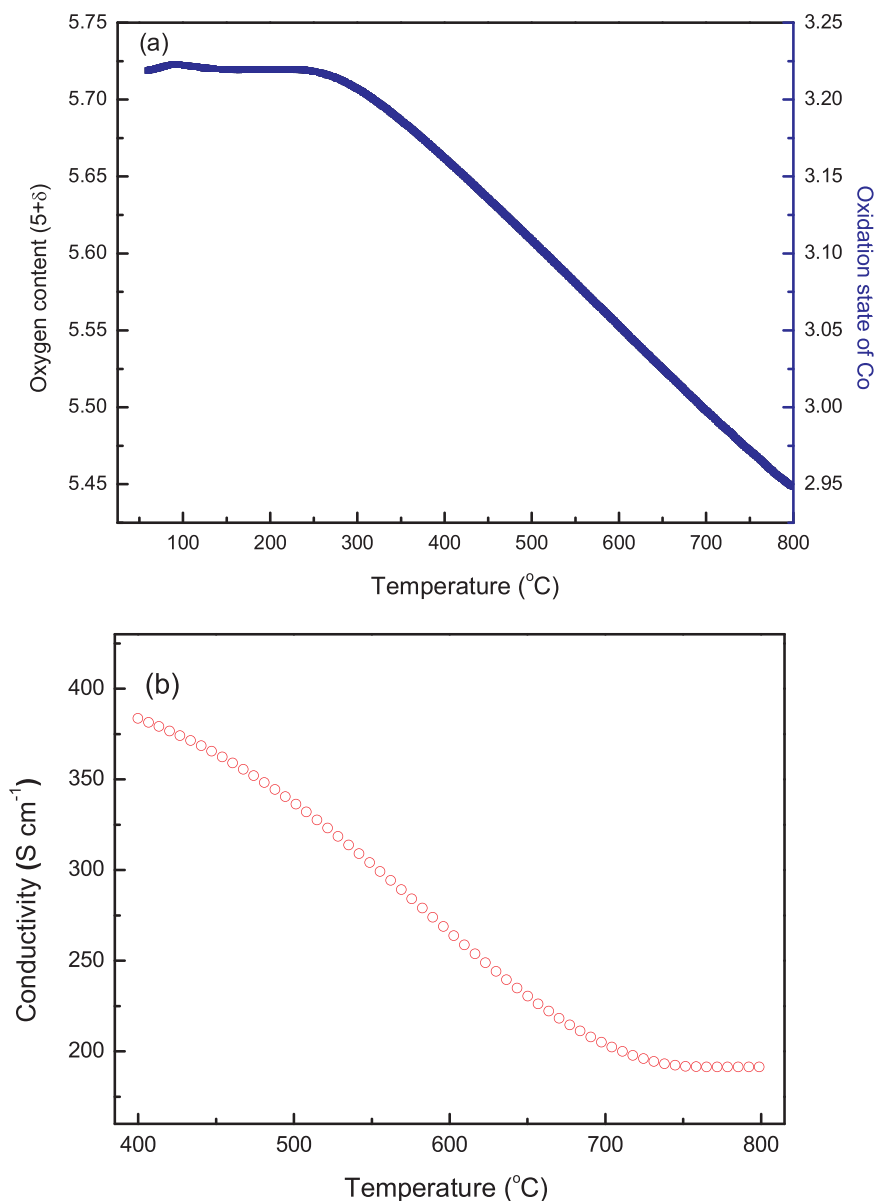 (a)
5.75
5.70
5.65
5.60
5.55
5.50
5.45
Oxygen content (5+δ)
3.25
3.20
3.15
3.10
3.05
3.00
2.95
Oxidation state of Co
100 200 300 400 500 600 700 800
Temperature (°C)
(b)
400
350
300
250
200
Conductivity (S cm⁻¹)
400 500 600 700 800
Temperature (°C)